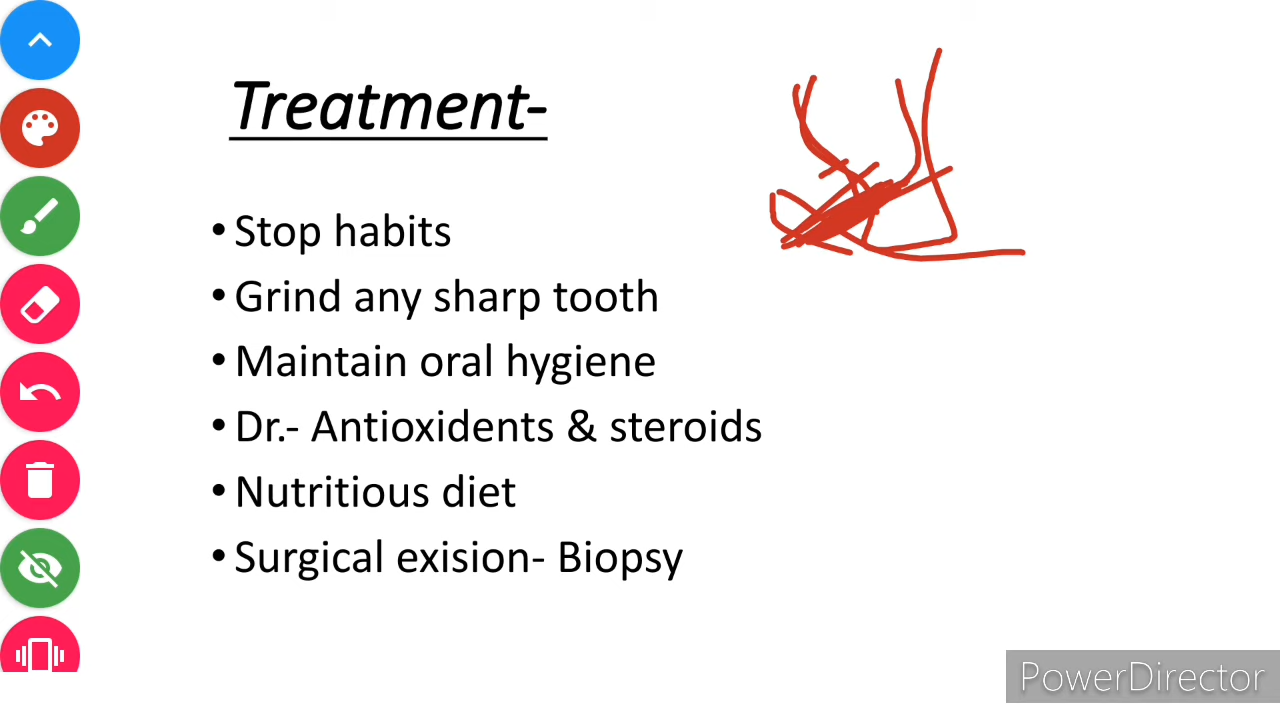 Treatment-
• Stop habits
• Grind any sharp tooth
• Maintain oral hygiene
• Dr.- Antioxidents & steroids
• Nutritious diet
• Surgical exision- Biopsy
PowerDirector